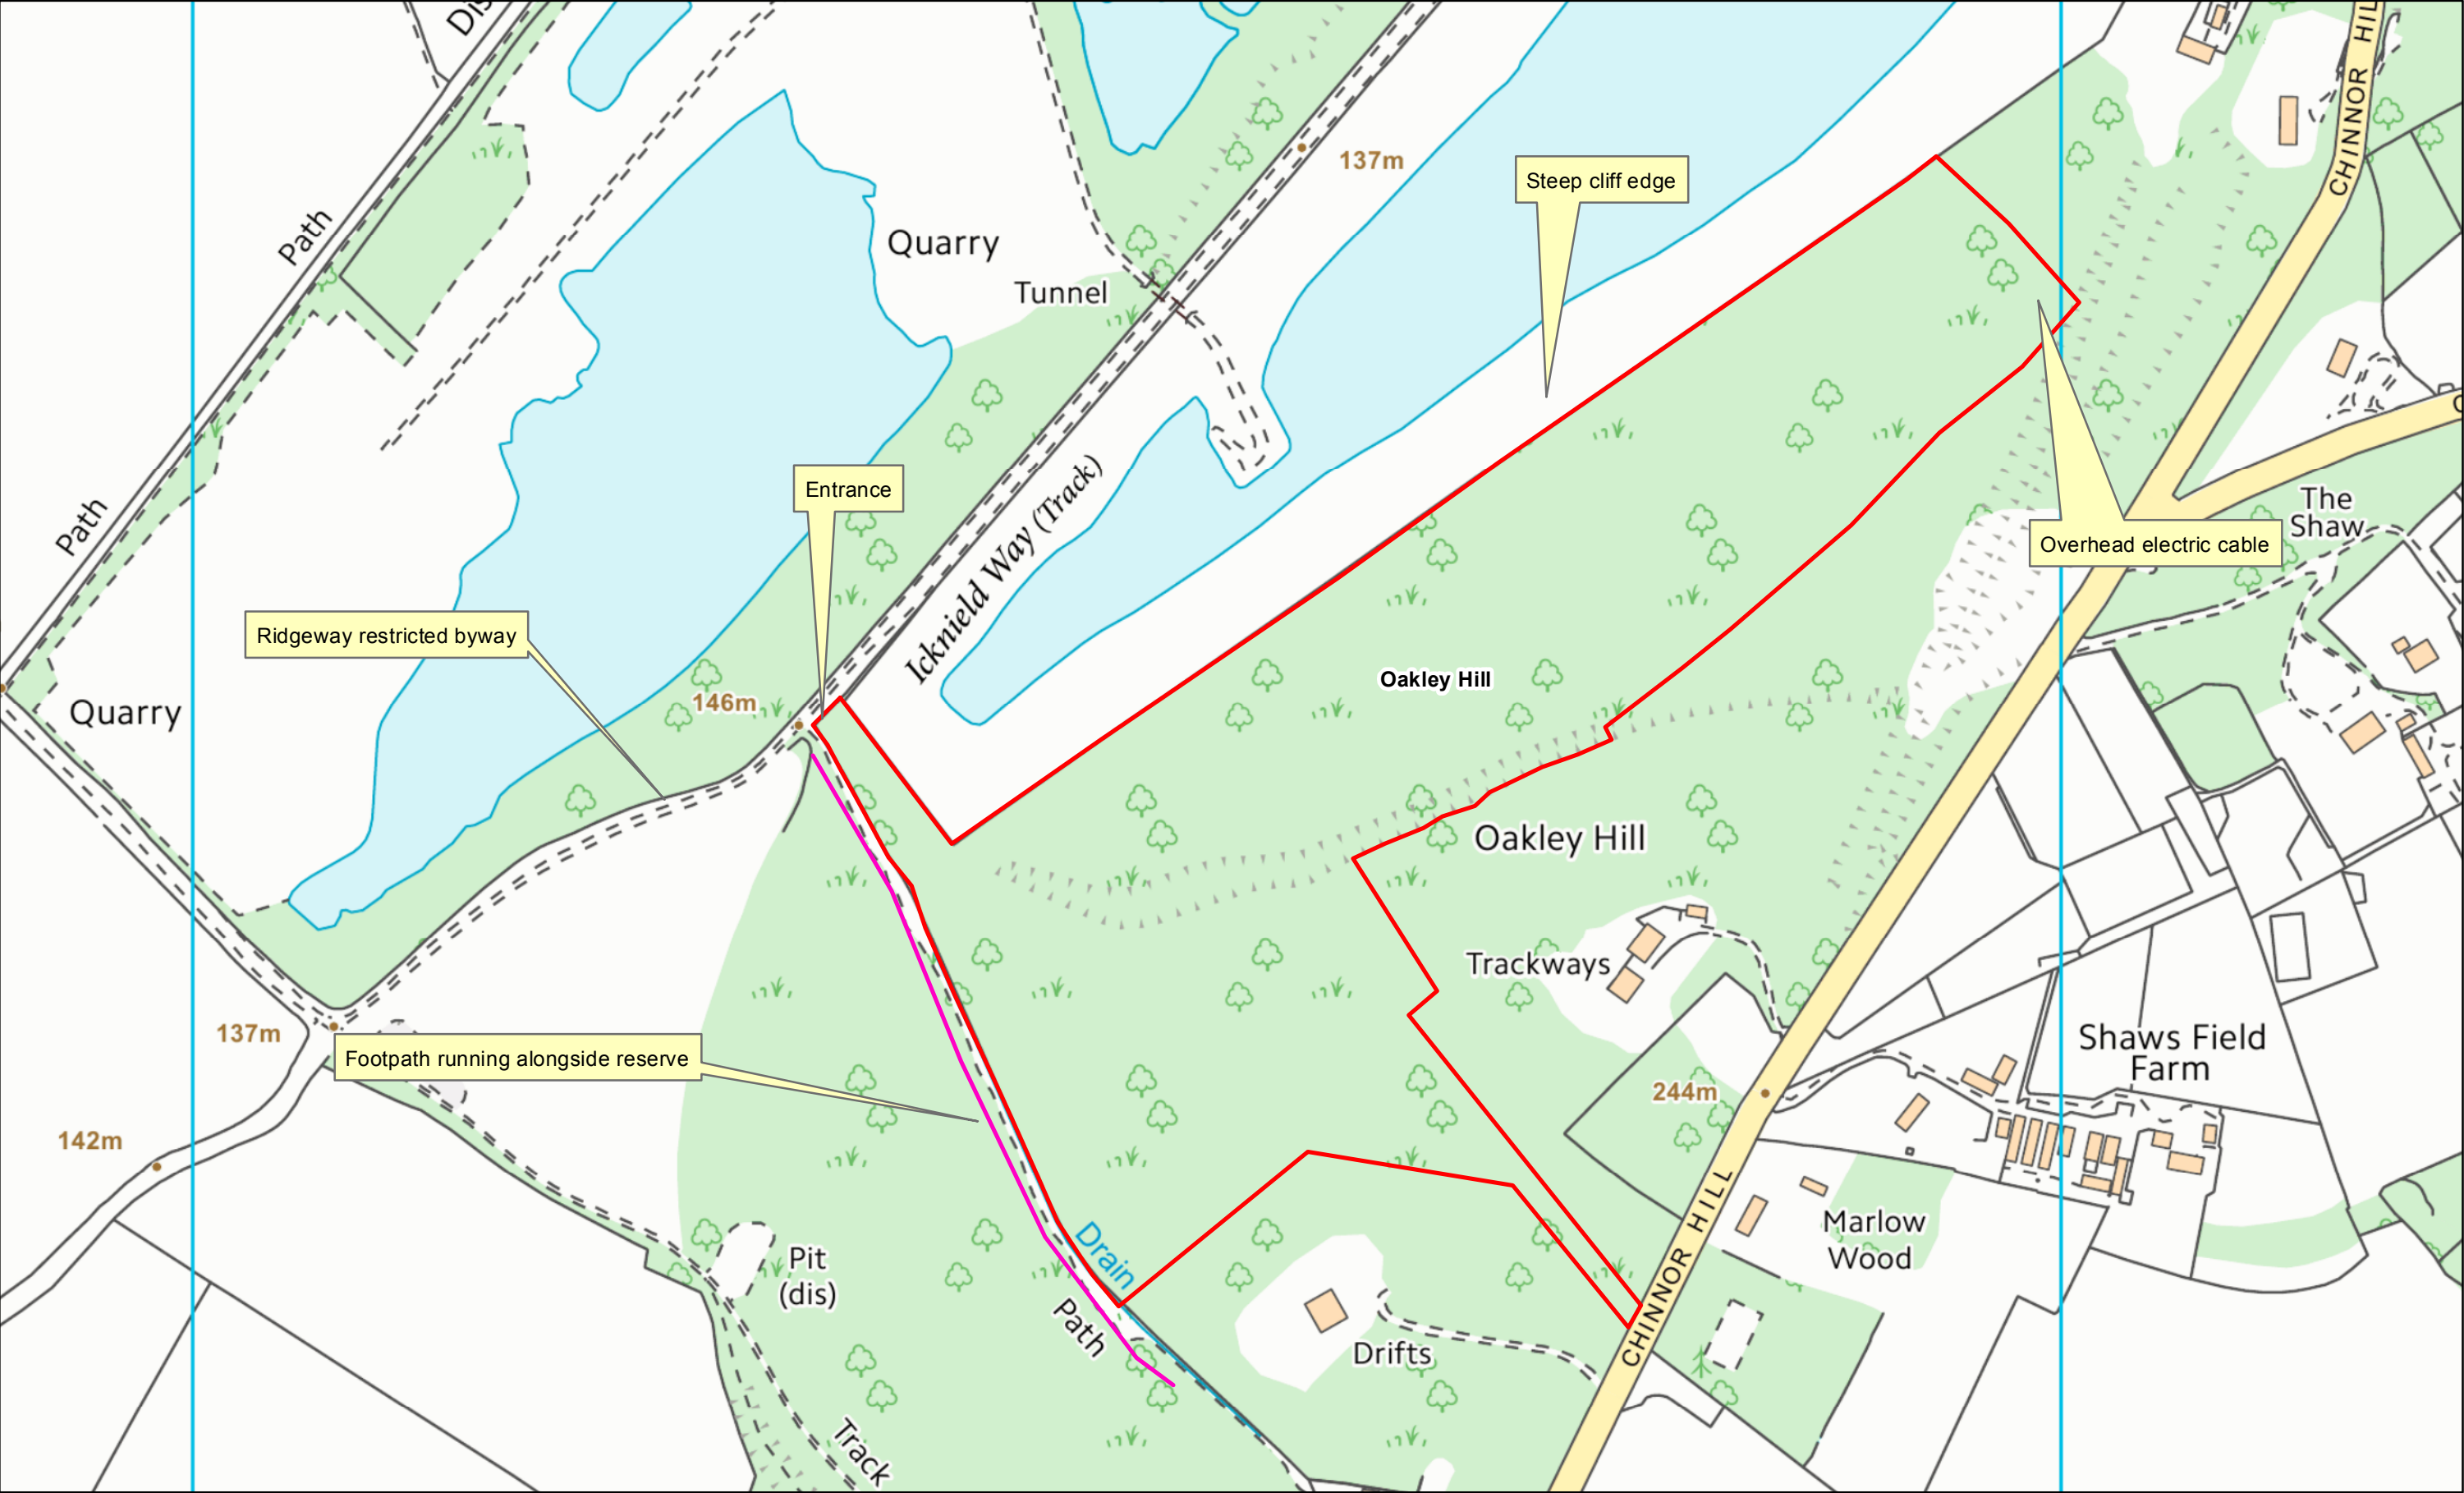 Path
Path
CHINNOR HIL
137m
Quarry
Tunnel
Steep cliff edge
Entrance
Icknield Way (Track)
The
Shaw
Overhead electric cable
Ridgeway restricted byway
Oakley Hill
146m
Quarry
Oakley Hill
Trackways
137m
Footpath running alongside reserve
Shaws Field
Farm
244m
142m
Marlow
Wood
Drain
Pit
(dis)
Path
Drifts
CHINNOR HILL
Track